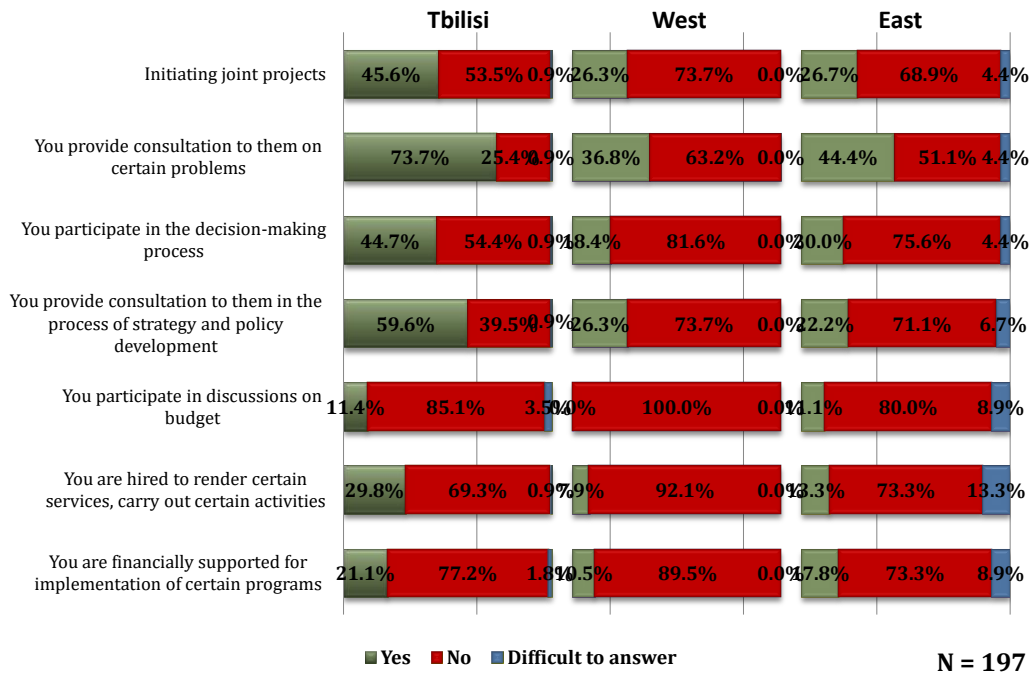 Tbilisi West East
Initiating joint projects
45.6% 53.5% 0.9% 26.3% 73.7% 0.0% 26.7% 68.9% 4.4%
You provide consultation to them on
certain problems
73.7% 25.4% 0.9% 36.8% 63.2% 0.0% 44.4% 51.1% 4.4%
You participate in the decision-making
process
44.7% 54.4% 0.9% 18.4% 81.6% 0.0% 20.0% 75.6% 4.4%
You provide consultation to them in the
process of strategy and policy
development
59.6% 39.5% 0.9% 26.3% 73.7% 0.0% 22.2% 71.1% 6.7%
You participate in discussions on
budget
11.4% 85.1% 3.5% 0.0% 100.0% 0.0% 11.1% 80.0% 8.9%
You are hired to render certain
services, carry out certain activities
29.8% 69.3% 0.9% 7.9% 92.1% 0.0% 13.3% 73.3% 13.3%
You are financially supported for
implementation of certain programs
21.1% 77.2% 1.8% 10.5% 89.5% 0.0% 17.8% 73.3% 8.9%
Yes No Difficult to answer
N = 197